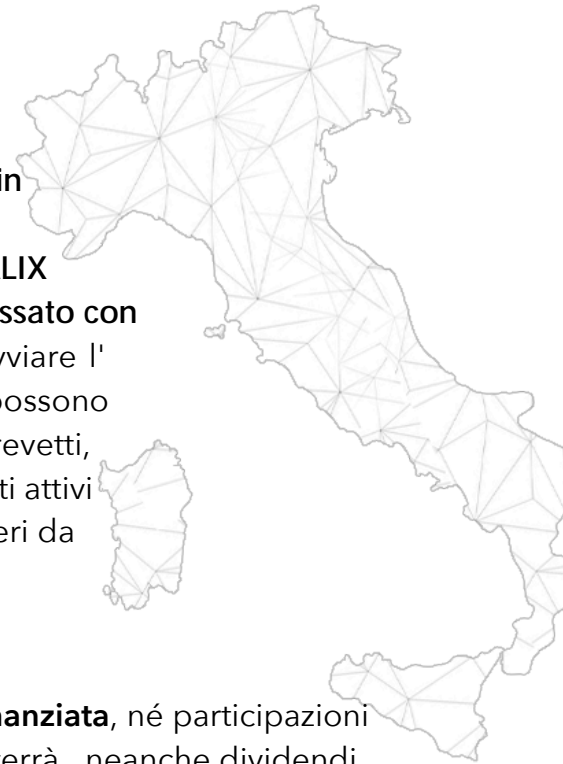 in
LIX
ssato con
vviare l'
possono
revetti,
ti attivi
eri da
nanziata, né participazioni
terrà neanche dividendi